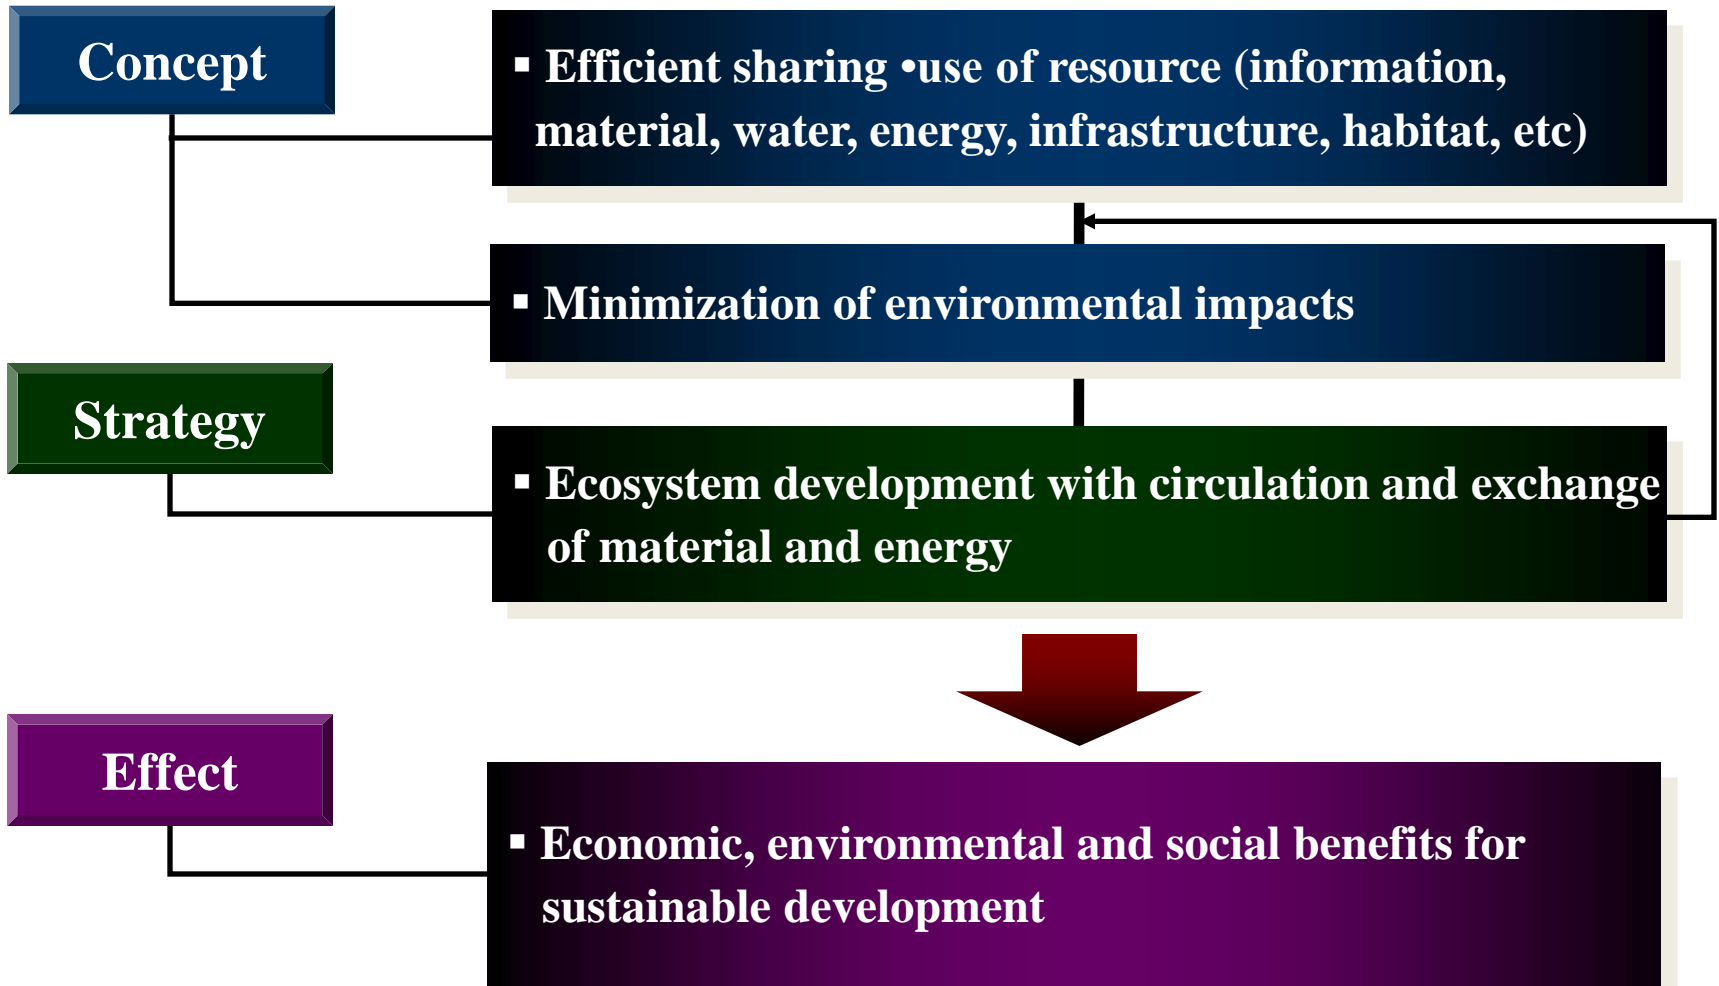 Concept
▪ Efficient sharing •use of resource (information,
material, water, energy, infrastructure, habitat, etc)
▪ Minimization of environmental impacts
Strategy
▪ Ecosystem development with circulation and exchange
of material and energy
Effect
▪ Economic, environmental and social benefits for
sustainable development